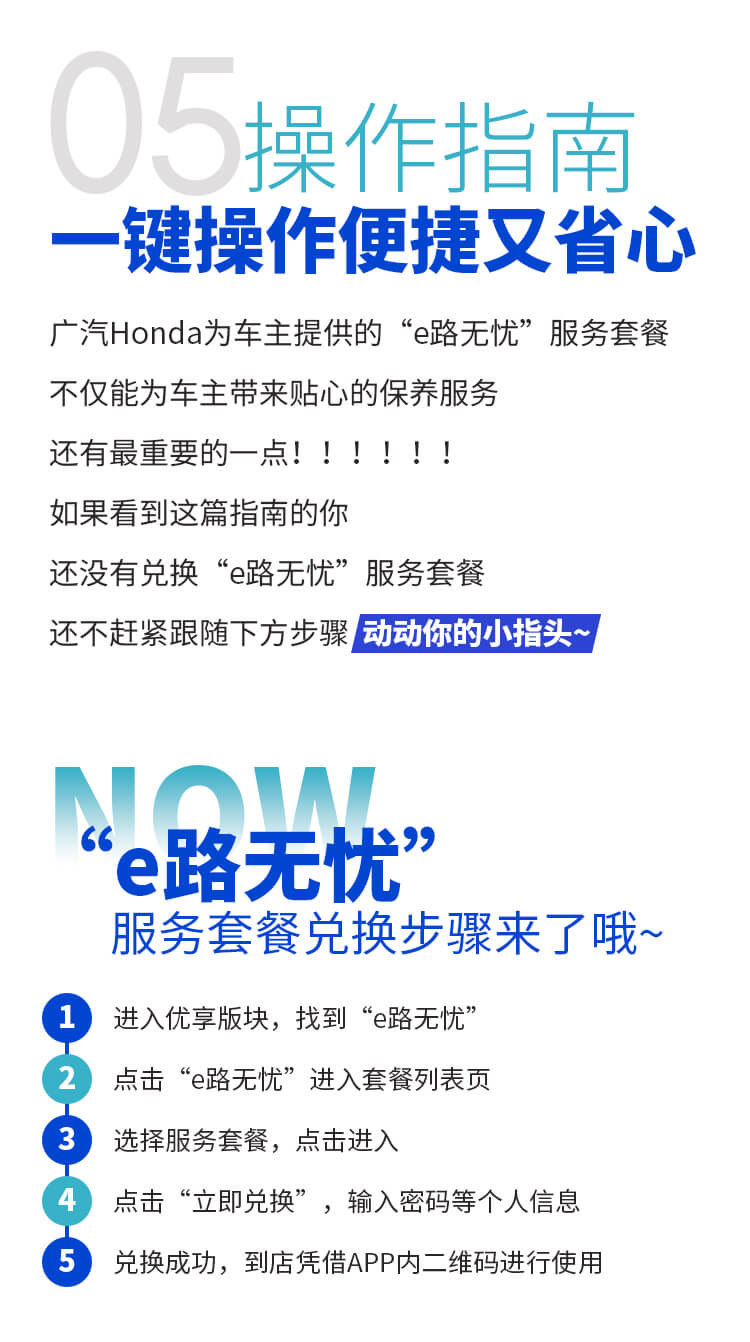 05操作指南
一键操作便捷又省心
广汽Honda为车主提供的“e路无忧”服务套餐
不仅能为车主带来贴心的保养服务
还有最重要的一点！！！！！！
如果看到这篇指南的你
还没有兑换“e路无忧”服务套餐
还不赶紧跟随下方步骤 动动你的小指头~
NOW
“e路无忧”
服务套餐兑换步骤来了哦~
1 进入优享版块，找到“e路无忧”
2 点击“e路无忧”进入套餐列表页
3 选择服务套餐，点击进入
4 点击“立即兑换”，输入密码等个人信息
5 兑换成功，到店凭借APP内二维码进行使用